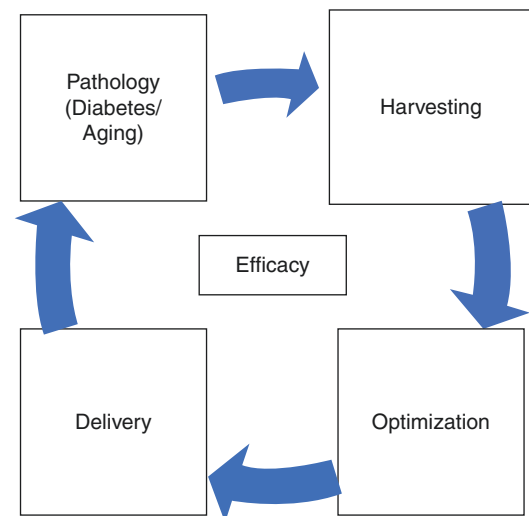 Pathology
(Diabetes/
Aging)
Harvesting
Efficacy
Delivery
Optimization